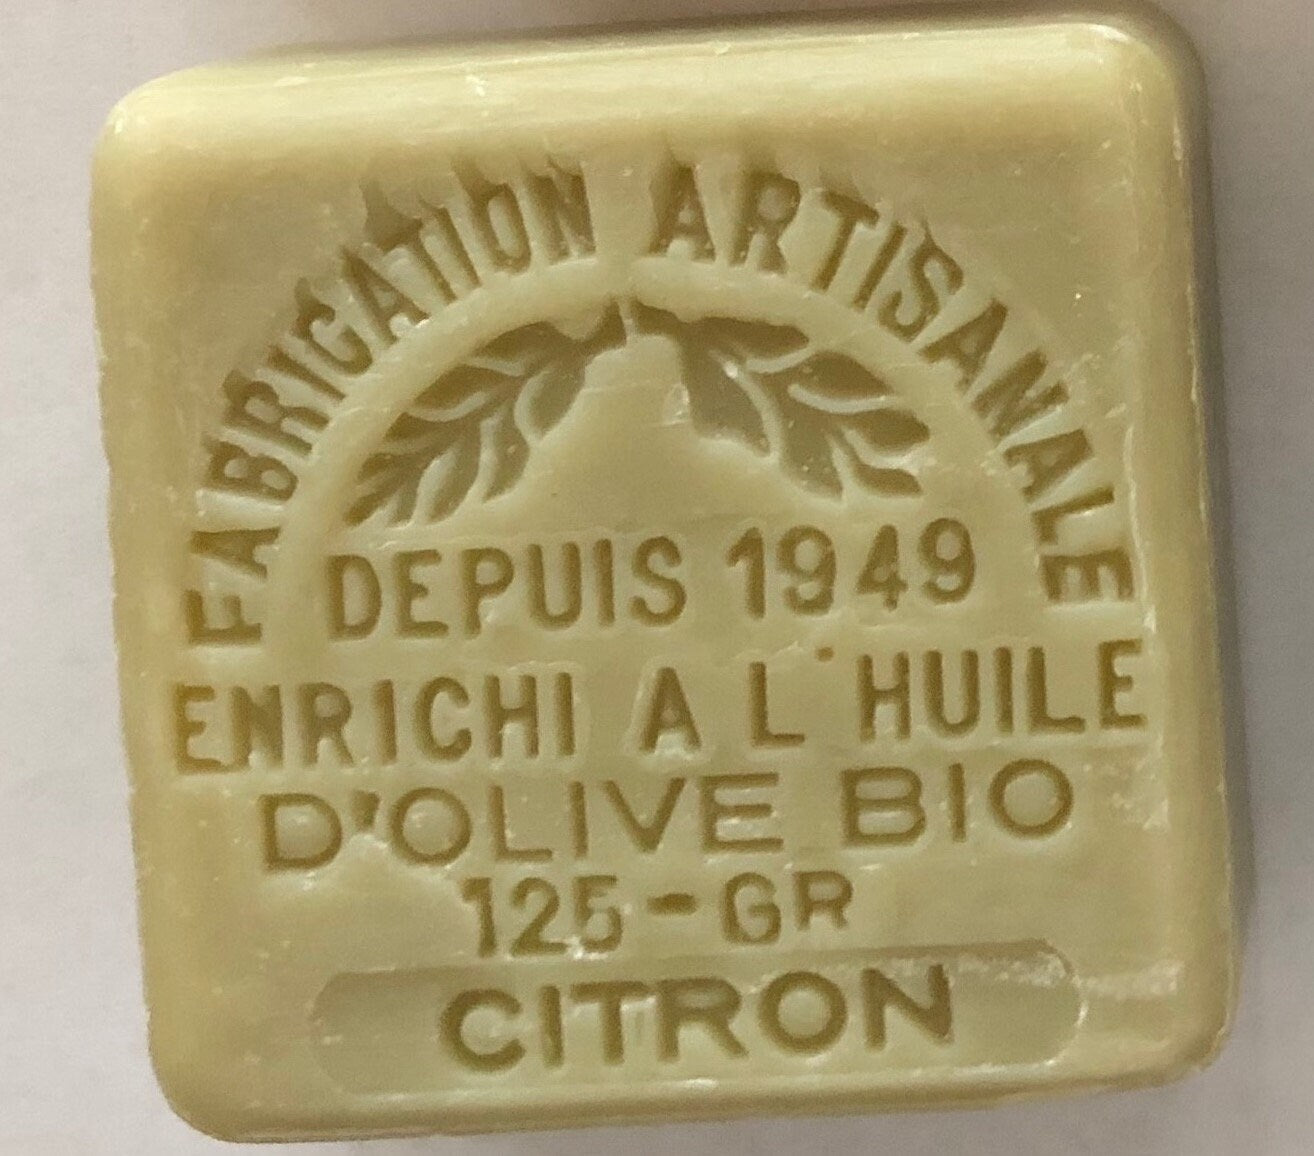 FABRICATION ARTISANALE
DEPUIS 1949
ENRICHI A L'HUILE
D'OLIVE BIO
125-GR
CITRON